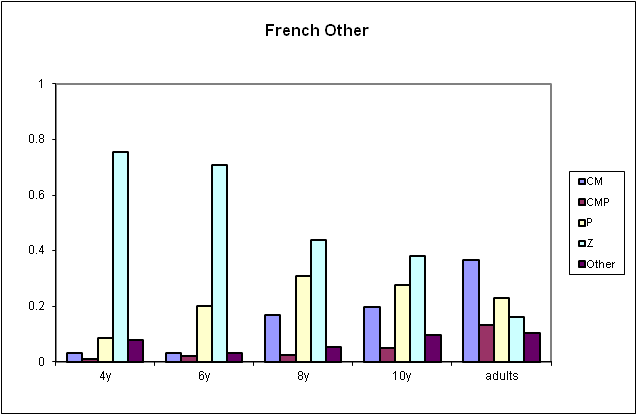 French Other
1
0.8
0.6
0.4
0.2
0
4y 6y 8y 10y adults
CM
CMP
P
Z
Other